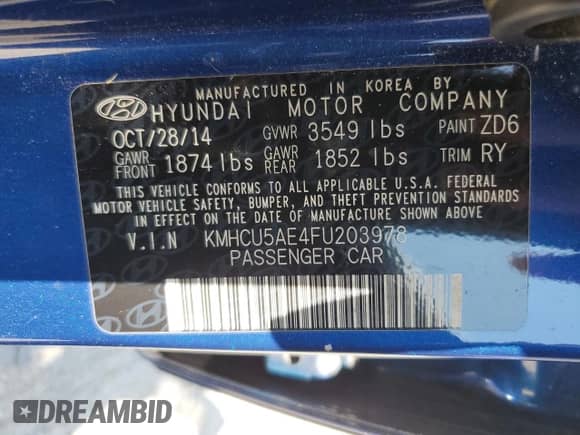 MANUFACTURED IN KOREA BY
HYUNDAI MOTOR COMPANY
OCT/28/14 GVWR 3549 lbs PAINT ZD6
GAWR FRONT 1874 lbs GAWR REAR 1852 lbs TRIM RY
THIS VEHICLE CONFORMS TO ALL APPLICABLE U.S.A. FEDERAL
MOTOR VEHICLE SAFETY, BUMPER, AND THEFT PREVENTION STANDARDS
IN EFFECT ON THE DATE OF MANUFACTURE SHOWN ABOVE
V.I.N KMHCU5AE4FU203978
PASSENGER CAR
DREAMBID